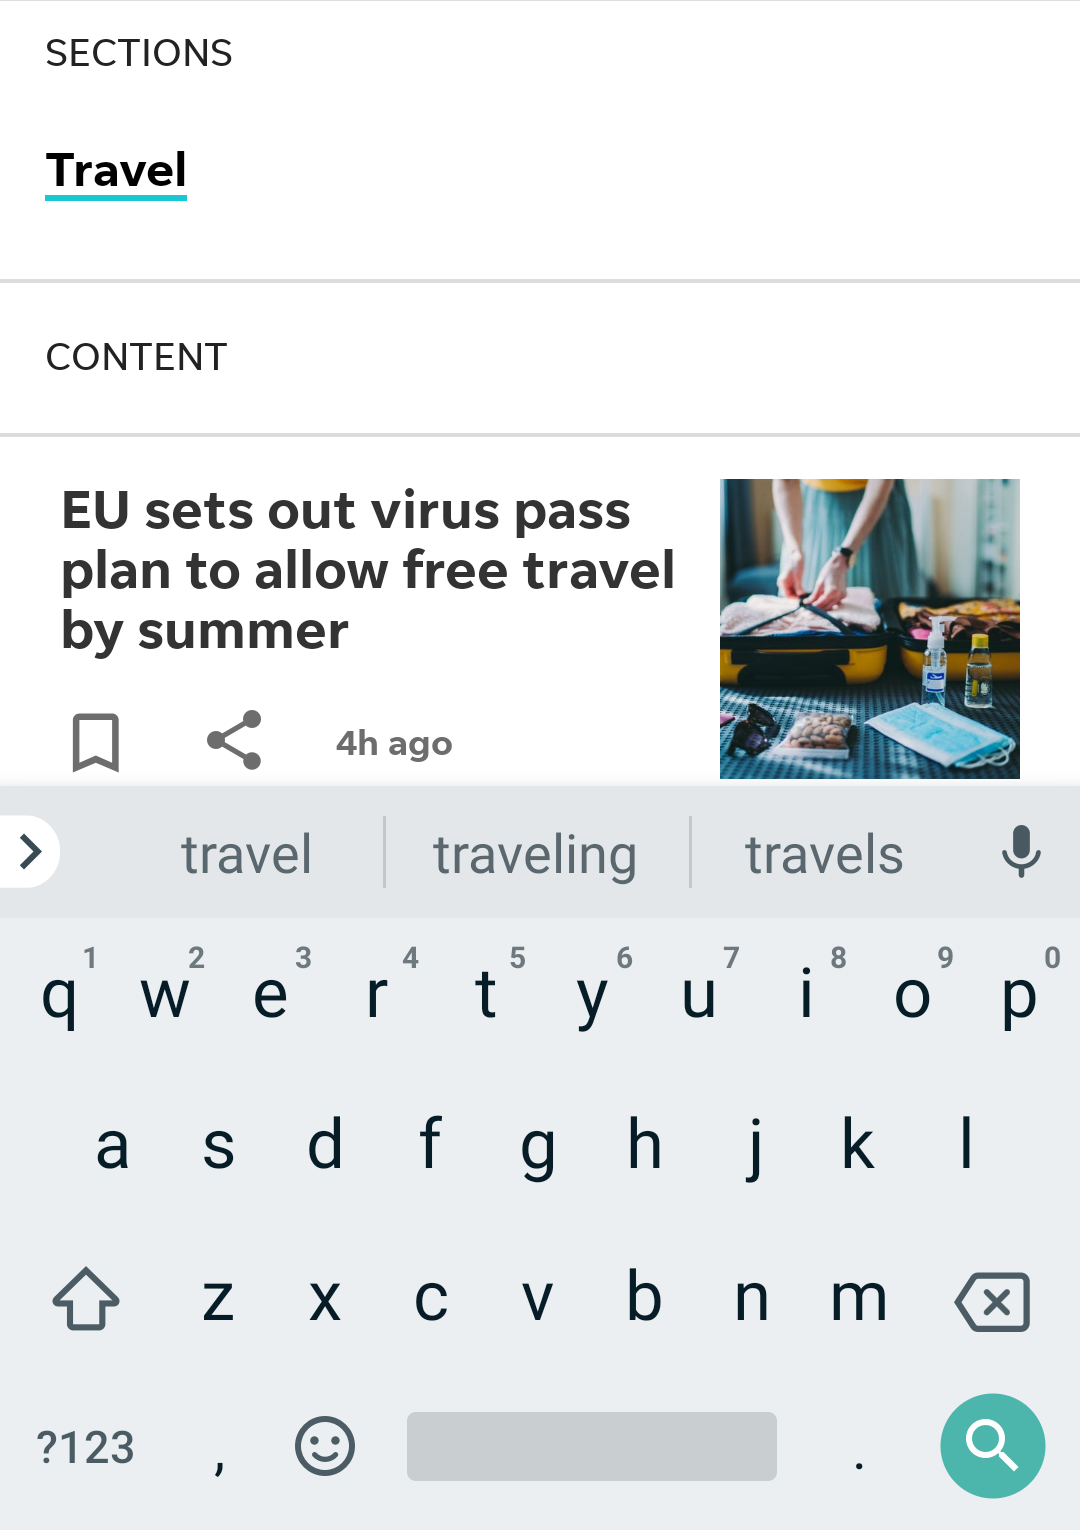 SECTIONS
Travel
CONTENT
EU sets out virus pass
plan to allow free travel
by summer
4h ago
travel traveling travels
1 2 3 4 5 6 7 8 9 0
q w e r t y u i o p
a s d f g h j k l
z x c v b n m
?123 , .